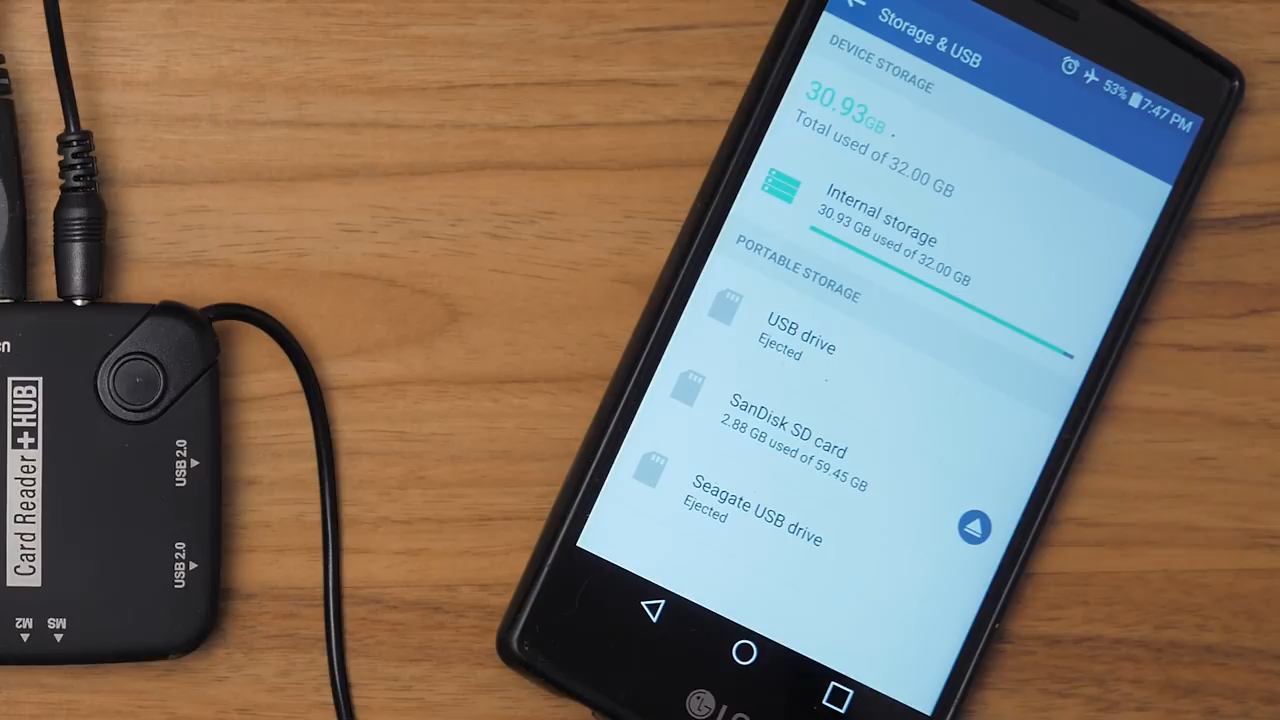 Storage & USB
53% 7:47 PM
DEVICE STORAGE
30.93GB
Total used of 32.00 GB
Internal storage
30.93 GB used of 32.00 GB
PORTABLE STORAGE
USB drive
Ejected
SanDisk SD card
2.88 GB used of 59.45 GB
Seagate USB drive
Ejected
LG
Card Reader + HUB
USB 2.0
USB 2.0
M2
MS